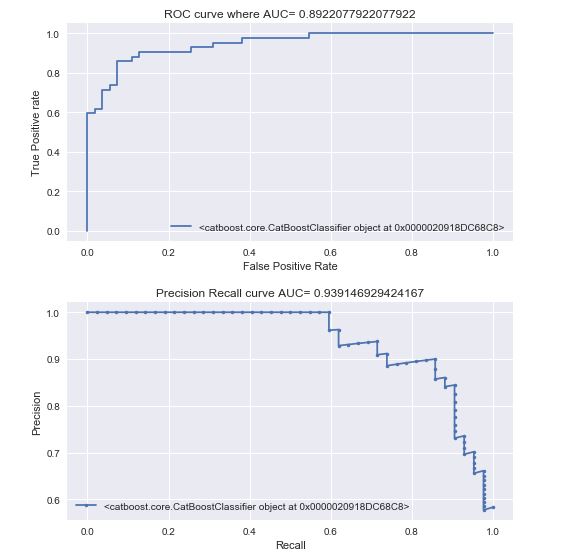 ROC curve where AUC= 0.8922077922077922
1.0
0.8
0.6
0.4
0.2
0.0
True Positive rate
<catboost.core.CatBoostClassifier object at 0x0000020918DC68C8>
0.0 0.2 0.4 0.6 0.8 1.0
False Positive Rate
Precision Recall curve AUC= 0.939146929424167
1.0
0.9
0.8
0.7
0.6
Precision
<catboost.core.CatBoostClassifier object at 0x0000020918DC68C8>
0.0 0.2 0.4 0.6 0.8 1.0
Recall